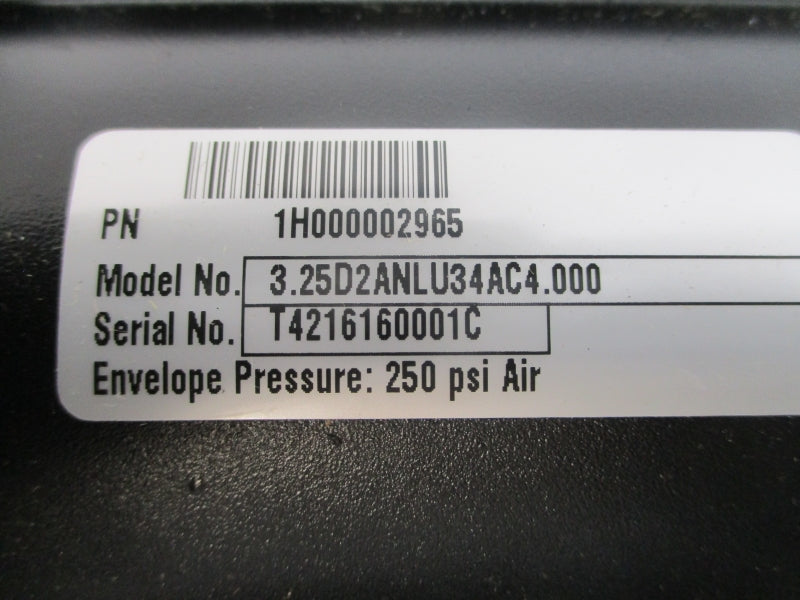 PN 1H000002965
Model No. 3.25D2ANLU34AC4.000
Serial No. T4216160001C
Envelope Pressure: 250 psi Air